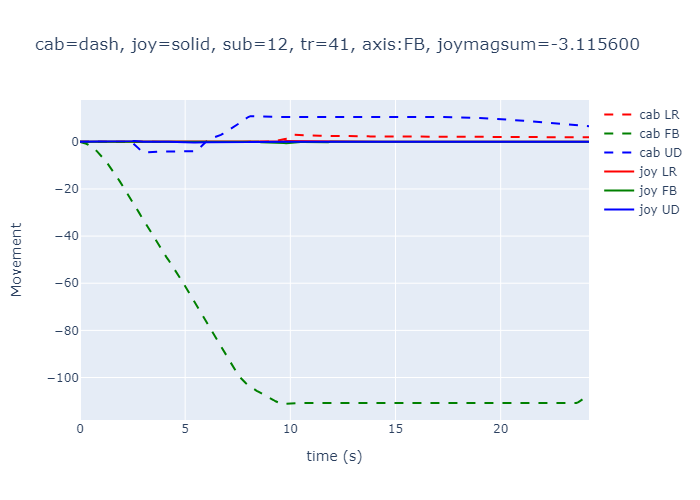 cab=dash, joy=solid, sub=12, tr=41, axis:FB, joymagsum=-3.115600
cab LR
cab FB
cab UD
joy LR
joy FB
joy UD
Movement
0
−20
−40
−60
−80
−100
0 5 10 15 20
time (s)